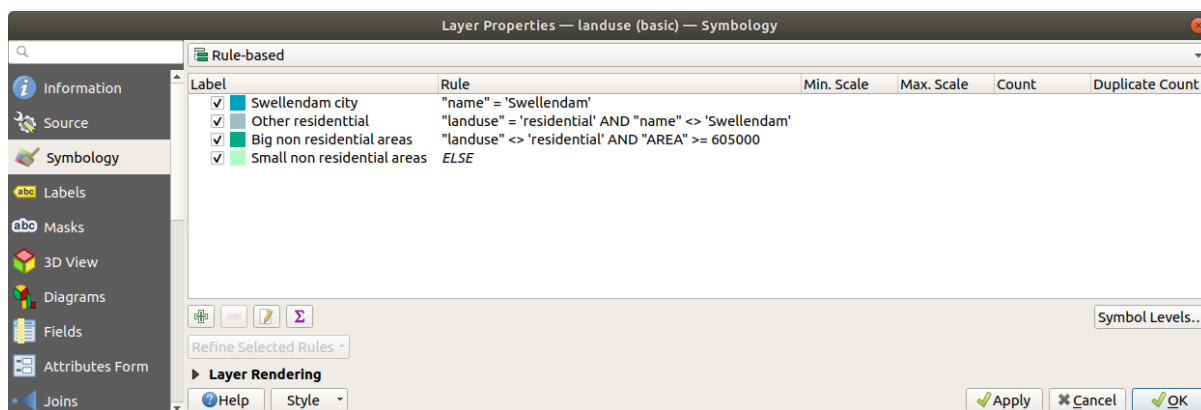 Layer Properties — landuse (basic) — Symbology
Rule-based
Information
Source
Symbology
abc Labels
abc Masks
3D View
Diagrams
Fields
Attributes Form
Joins
Label Rule Min. Scale Max. Scale Count Duplicate Count
Swellendam city "name" = 'Swellendam'
Other residenttial "landuse" = 'residential' AND "name" <> 'Swellendam'
Big non residential areas "landuse" <> 'residential' AND "AREA" >= 605000
Small non residential areas ELSE
Σ
Symbol Levels..
Refine Selected Rules
Layer Rendering
Help Style Apply Cancel OK